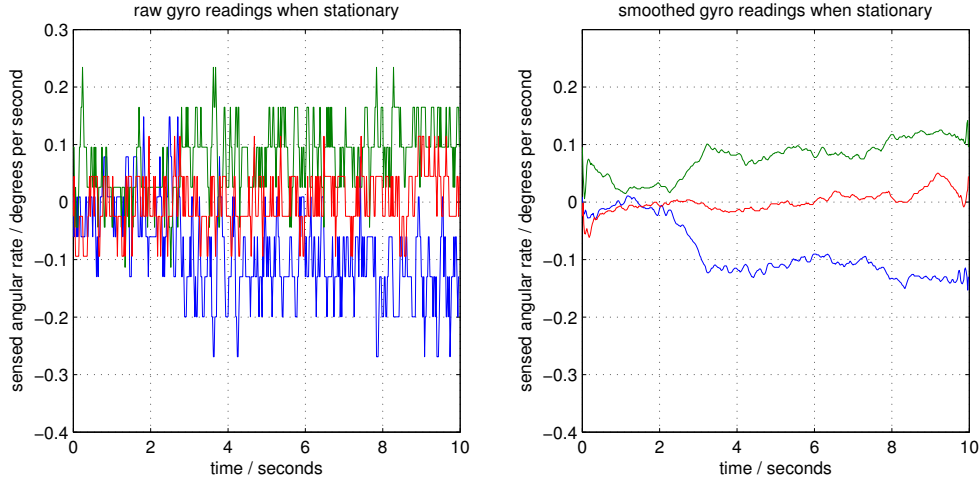 raw gyro readings when stationary
sensed angular rate / degrees per second
0.3
0.2
0.1
0
−0.1
−0.2
−0.3
−0.4
0 2 4 6 8 10
time / seconds
smoothed gyro readings when stationary
sensed angular rate / degrees per second
0.2
0.1
0
−0.1
−0.2
−0.3
−0.4
0 2 4 6 8 10
time / seconds